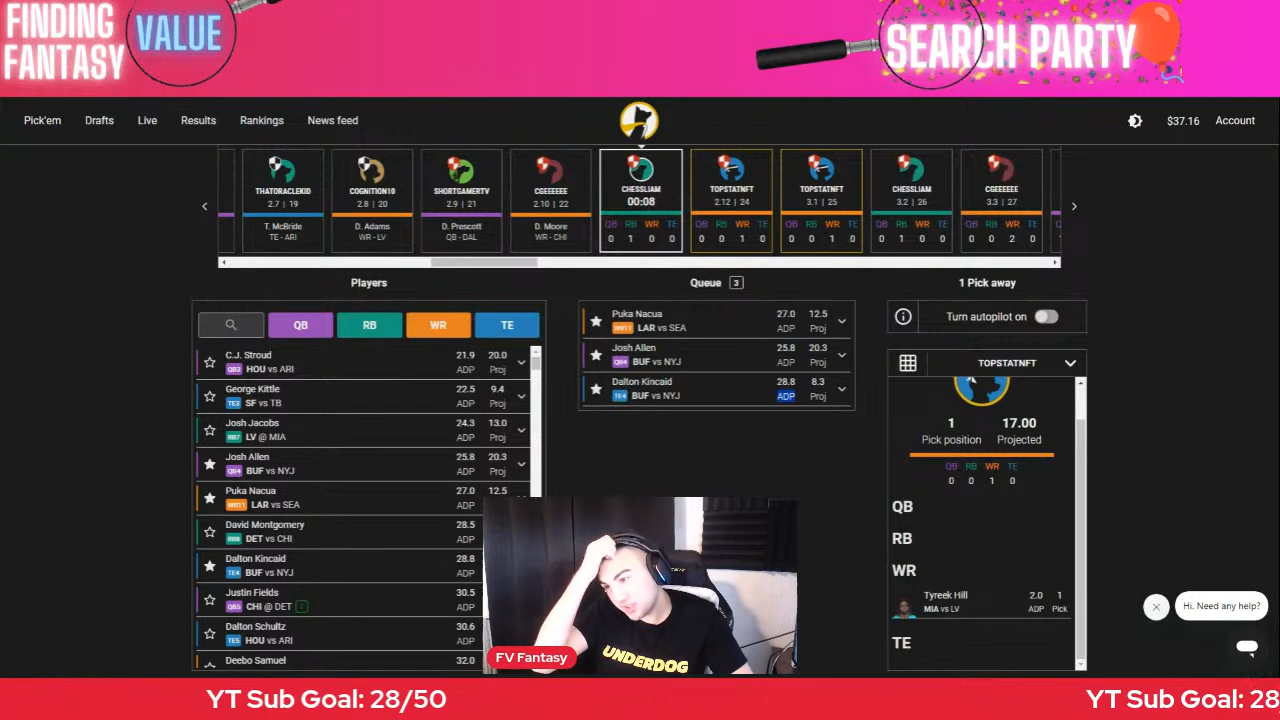 FINDING
FANTASY
VALUE
SEARCH PARTY
Pick'em Drafts Live Results Rankings News feed
$37.16 Account
THATORACLEKID
2.7 | 19
T. McBride
TE - ARI
COGNITION10
2.8 | 20
D. Adams
WR - LV
SHORTGAMERTV
2.9 | 21
D. Prescott
QB - DAL
CGEEEEEE
2.10 | 22
D. Moore
WR - CHI
CHESSLIAM
00:08
QB RB WR TE
0 1 0 0
TOPSTATNFT
2.12 | 24
QB RB WR TE
0 0 1 0
TOPSTATNFT
3.1 | 25
QB RB WR TE
0 0 1 0
CHESSLIAM
3.2 | 26
QB RB WR TE
0 1 0 0
CGEEEEEE
3.3 | 27
QB RB WR TE
0 0 2 0
Players
QB RB WR TE
C.J. Stroud 21.9 20.0
QB3 HOU vs ARI ADP Proj
George Kittle 22.5 9.4
TE3 SF vs TB ADP Proj
Josh Jacobs 24.3 13.0
RB7 LV @ MIA ADP Proj
Josh Allen 25.8 20.3
QB4 BUF vs NYJ ADP Proj
Puka Nacua 27.0 12.5
WR11 LAR vs SEA ADP
David Montgomery 28.5
RB8 DET vs CHI ADP
Dalton Kincaid 28.8
TE4 BUF vs NYJ ADP
Justin Fields 30.5
QB5 CHI @ DET ADP
Dalton Schultz 30.6
TE5 HOU vs ARI ADP
Deebo Samuel 32.0
Queue 3
Puka Nacua 27.0 12.5
WR11 LAR vs SEA ADP Proj
Josh Allen 25.8 20.3
QB4 BUF vs NYJ ADP Proj
Dalton Kincaid 28.8 8.3
TE4 BUF vs NYJ ADP Proj
1 Pick away
Turn autopilot on
TOPSTATNFT
1 17.00
Pick position Projected
QB RB WR TE
0 0 1 0
QB
RB
WR
Tyreek Hill 2.0 1
MIA vs LV ADP Pick
TE
Hi. Need any help?
UNDERDOG
FV Fantasy
YT Sub Goal: 28/50
YT Sub Goal: 28